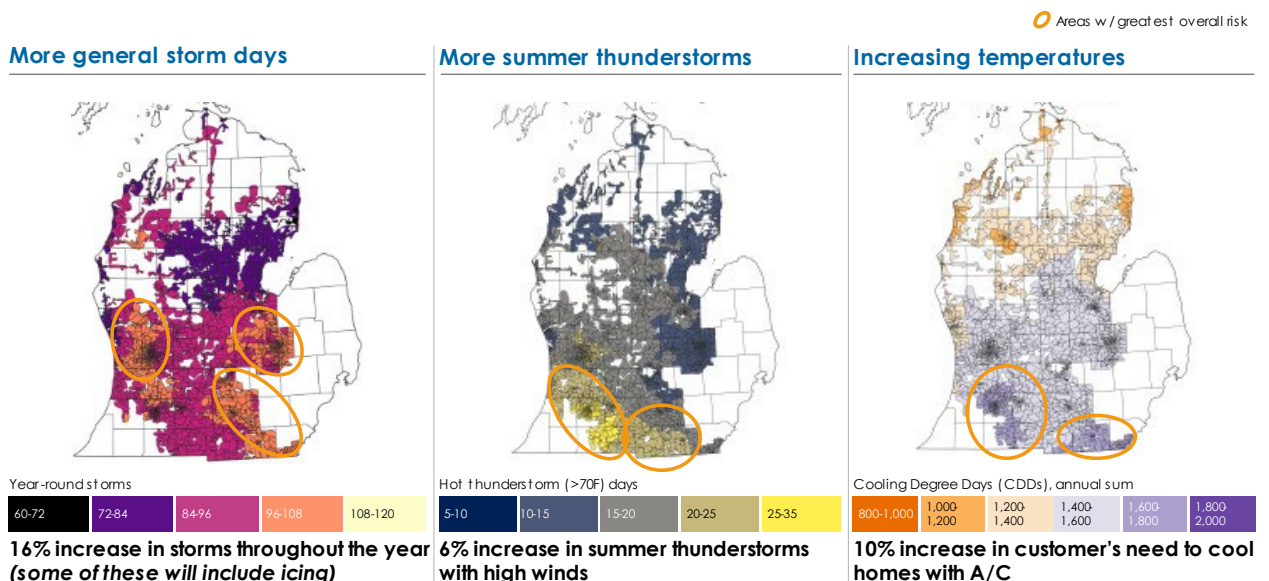 Areas w/greatest overall risk
More general storm days
More summer thunderstorms
Increasing temperatures
Year-round storms
60-72
72-84
84-96
96-108
108-120
16% increase in storms throughout the year
(some of these will include icing)
Hot thunderstorm (>70F) days
5-10
10-15
15-20
20-25
25-35
6% increase in summer thunderstorms
with high winds
Cooling Degree Days (CDDs), annual sum
800-1,000
1,000-
1,200
1,200-
1,400
1,400-
1,600
1,600-
1,800
1,800-
2,000
10% increase in customer's need to cool
homes with A/C